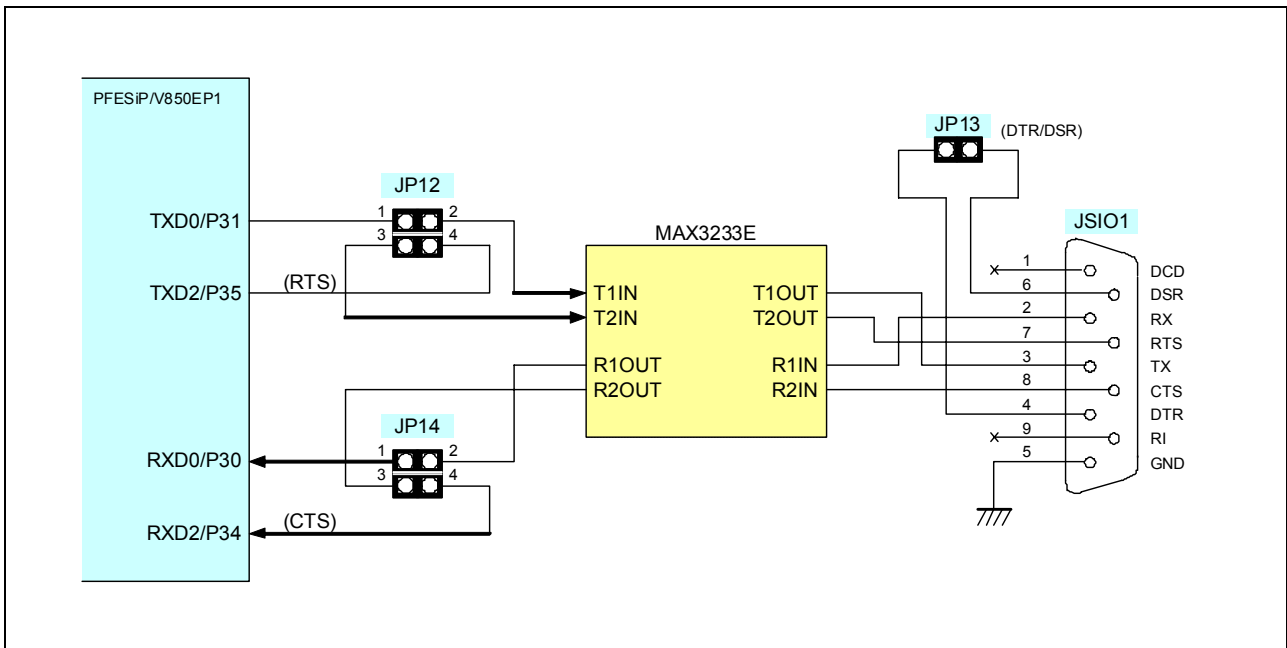 PFESiP/V850EP1
JP13 (DTR/DSR)
JP12
1 2
3 4
TXD0/P31
TXD2/P35
(RTS)
MAX3233E
T1IN
T2IN
R1OUT
R2OUT
T1OUT
T2OUT
R1IN
R2IN
JP14
1 2
3 4
RXD0/P30
RXD2/P34
(CTS)
JSIO1
1 DCD
6 DSR
2 RX
7 RTS
3 TX
8 CTS
4 DTR
9 RI
5 GND